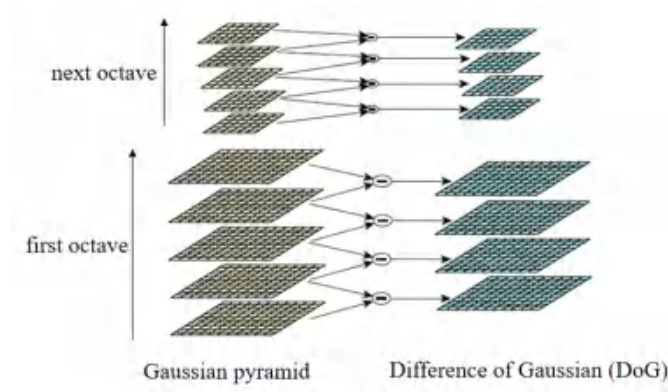 next octave
first octave
Gaussian pyramid
Difference of Gaussian (DoG)